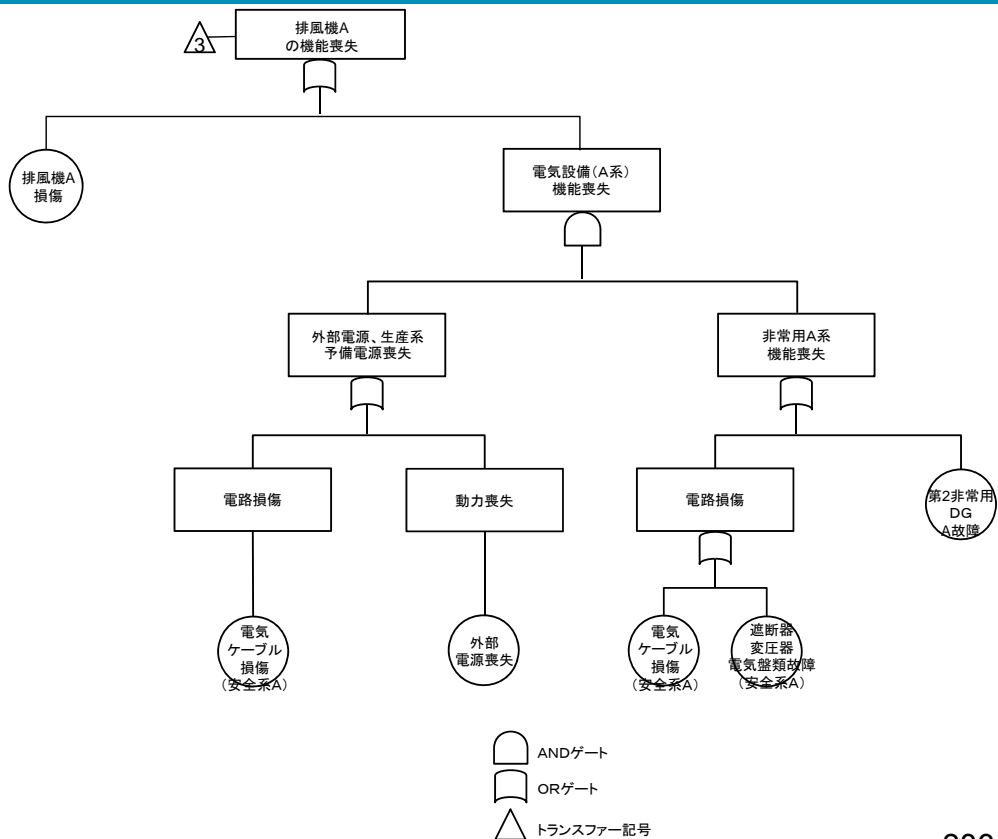 3
排風機A
の機能喪失
排風機A
損傷
電気設備(A系)
機能喪失
外部電源、生産系
予備電源喪失
非常用A系
機能喪失
電路損傷
動力喪失
電路損傷
第2非常用
DG
A故障
電気
ケーブル
損傷
(安全系A)
外部
電源喪失
電気
ケーブル
損傷
(安全系A)
遮断器
変圧器
電気盤類故障
(安全系A)
ANDゲート
ORゲート
トランスファー記号